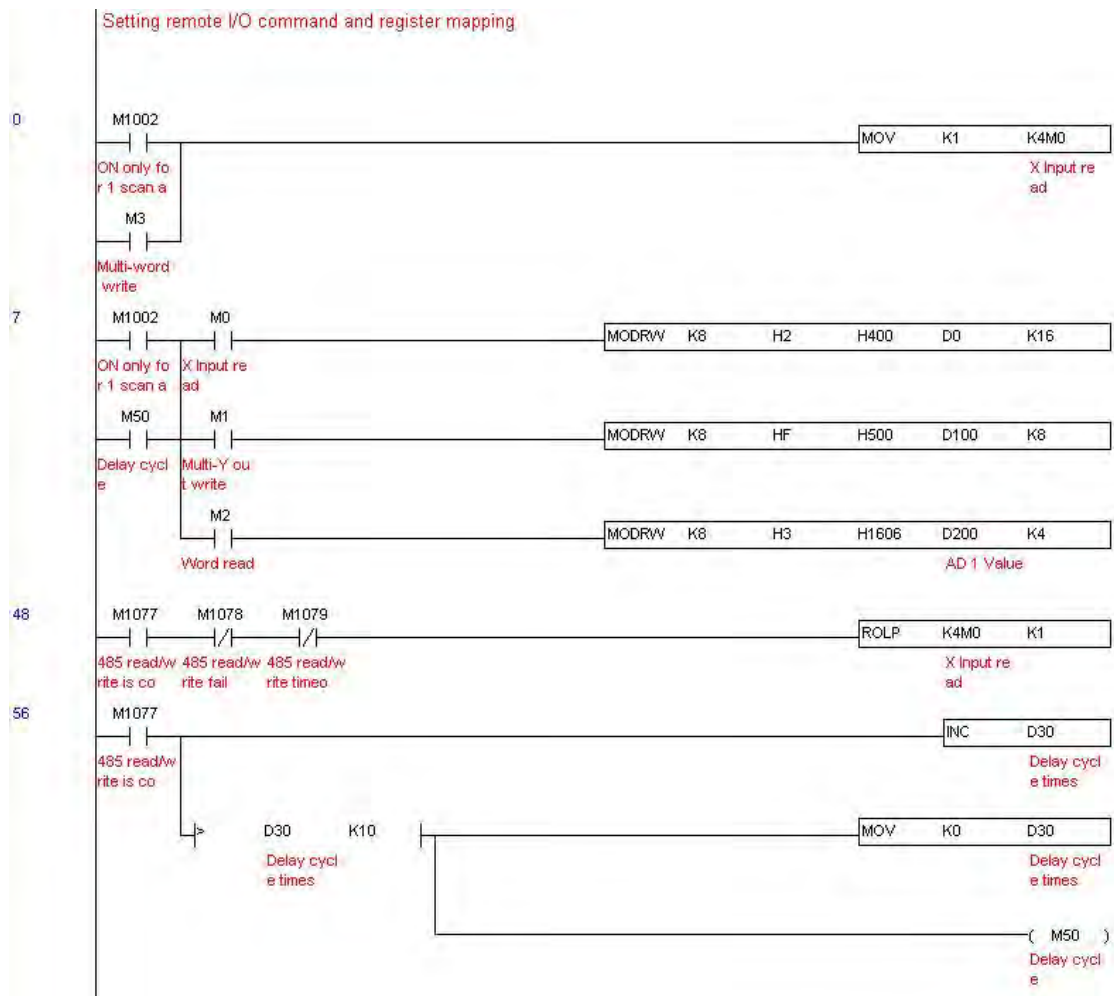 Setting remote I/O command and register mapping
0
M1002
MOV K1 K4M0
ON only fo
r 1 scan a
X Input re
ad
M3
Multi-word
write
7
M1002 M0
MODRW K8 H2 H400 D0 K16
ON only fo X Input re
r 1 scan a ad
M50 M1
MODRW K8 HF H500 D100 K8
Delay cycl Multi-Y ou
e t write
M2
MODRW K8 H3 H1606 D200 K4
Word read AD 1 Value
48
M1077 M1078 M1079
ROLP K4M0 K1
485 read/w 485 read/w 485 read/w X Input re
rite is co rite fail rite timeo ad
56
M1077
INC D30
485 read/w Delay cycl
rite is co e times
> D30 K10 MOV K0 D30
Delay cycl Delay cycl
e times e times
( M50 )
Delay cycl
e